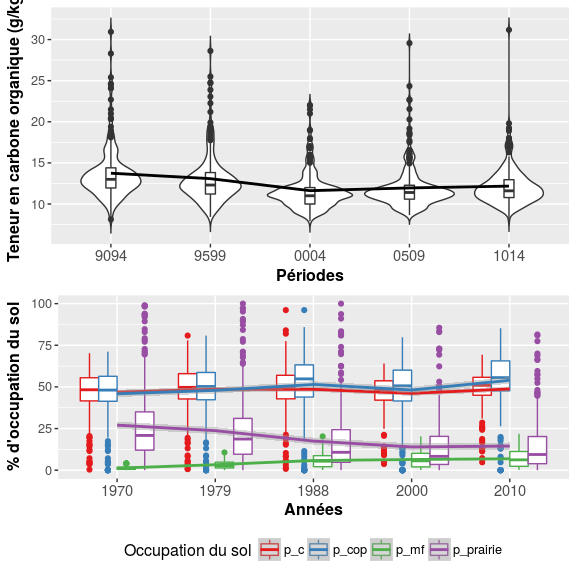 Teneur en carbone organique (g/kg
30
25
20
15
10
9094 9599 0004 0509 1014
Périodes
% d'occupation du sol
100
75
50
25
0
1970 1979 1988 2000 2010
Années
Occupation du sol p_c p_cop p_mf p_prairie